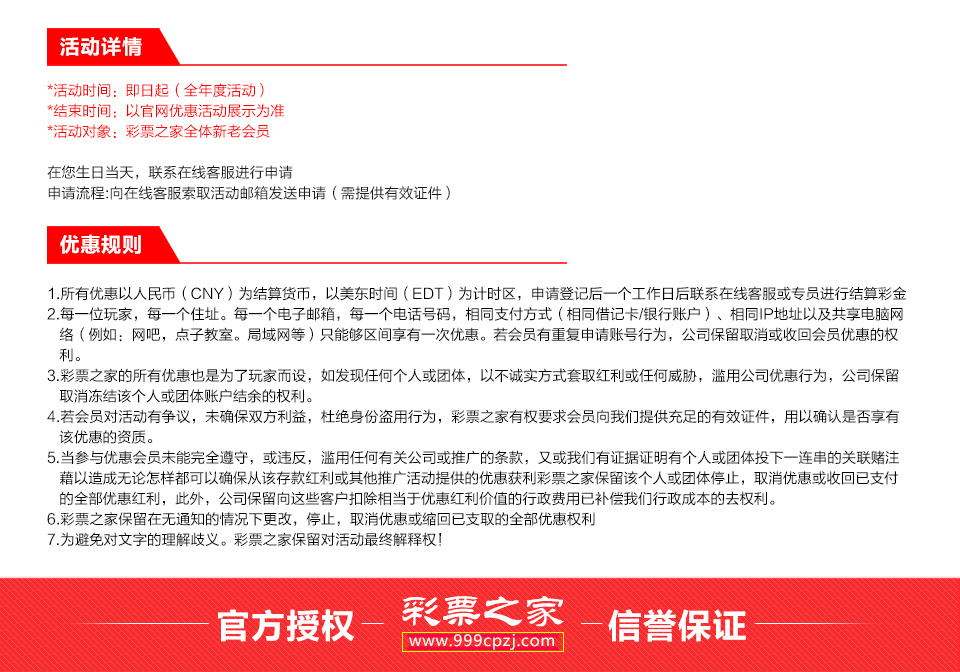 活动详情
*活动时间：即日起（全年度活动）
*结束时间：以官网优惠活动展示为准
*活动对象：彩票之家全体新老会员
在您生日当天，联系在线客服进行申请
申请流程:向在线客服索取活动邮箱发送申请（需提供有效证件）
优惠规则
1.所有优惠以人民币（CNY）为结算货币，以美东时间（EDT）为计时区，申请登记后一个工作日后联系在线客服或专员进行结算彩金
2.每一位玩家，每一个住址。每一个电子邮箱，每一个电话号码，相同支付方式（相同借记卡/银行账户）、相同IP地址以及共享电脑网
络（例如：网吧，点子教室。局域网等）只能够区间享有一次优惠。若会员有重复申请账号行为，公司保留取消或收回会员优惠的权
利。
3.彩票之家的所有优惠也是为了玩家而设，如发现任何个人或团体，以不诚实方式套取红利或任何威胁，滥用公司优惠行为，公司保留
取消冻结该个人或团体账户结余的权利。
4.若会员对活动有争议，未确保双方利益，杜绝身份盗用行为，彩票之家有权要求会员向我们提供充足的有效证件，用以确认是否享有
该优惠的资质。
5.当参与优惠会员未能完全遵守，或违反，滥用任何有关公司或推广的条款，又或我们有证据证明有个人或团体投下一连串的关联赌注
藉以造成无论怎样都可以确保从该存款红利或其他推广活动提供的优惠获利彩票之家保留该个人或团体停止，取消优惠或收回已支付
的全部优惠红利，此外，公司保留向这些客户扣除相当于优惠红利价值的行政费用已补偿我们行政成本的去权利。
6.彩票之家保留在无通知的情况下更改，停止，取消优惠或缩回已支取的全部优惠权利
7.为避免对文字的理解歧义。彩票之家保留对活动最终解释权！
官方授权 彩票之家 信誉保证
www.999cpzj.com